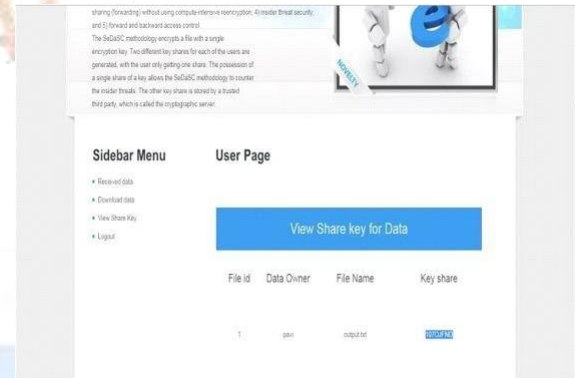 sharing (forwarding) without using compute-intensive reencryption, 4) insider threat security,
and 5) forward and backward access control.
The SeDaSC methodology encrypts a file with a single
encryption key. Two different key shares for each of the users are
generated, with the user only getting one share. The possession of
a single share of a key allows the SeDaSC methodology to counter
the insider threats. The other key share is stored by a trusted
third party, which is called the cryptographic server.
NOVELTY
Sidebar Menu
Received data
Download data
View Share Key
Logout
User Page
View Share key for Data
File id Data Owner File Name Key share
output.txt